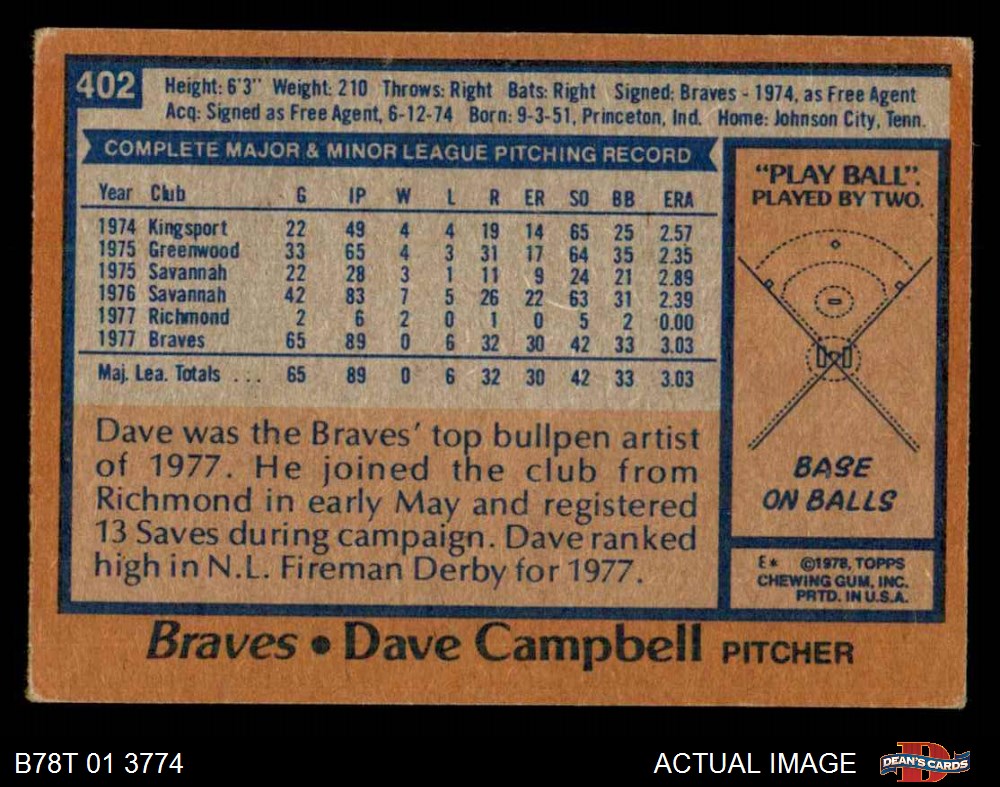 402
Height: 6'3" Weight: 210 Throws: Right Bats: Right Signed: Braves - 1974, as Free Agent
Acq: Signed as Free Agent, 6-12-74 Born: 9-3-51, Princeton, Ind. Home: Johnson City, Tenn.
COMPLETE MAJOR & MINOR LEAGUE PITCHING RECORD
Year Club G IP W L R ER SO BB ERA
1974 Kingsport 22 49 4 4 19 14 65 25 2.57
1975 Greenwood 33 65 4 3 31 17 64 35 2.35
1975 Savannah 22 28 3 1 11 9 24 21 2.89
1976 Savannah 42 83 7 5 26 22 63 31 2.39
1977 Richmond 2 6 2 0 1 0 5 2 0.00
1977 Braves 65 89 0 6 32 30 42 33 3.03
Maj. Lea. Totals ... 65 89 0 6 32 30 42 33 3.03
Dave was the Braves' top bullpen artist
of 1977. He joined the club from
Richmond in early May and registered
13 Saves during campaign. Dave ranked
high in N.L. Fireman Derby for 1977.
"PLAY BALL".
PLAYED BY TWO.
BASE
ON BALLS
E* ©1978, TOPPS
CHEWING GUM, INC.
PRTD. IN U.S.A.
Braves • Dave Campbell PITCHER
B78T 01 3774
ACTUAL IMAGE
D
DEAN'S CARDS